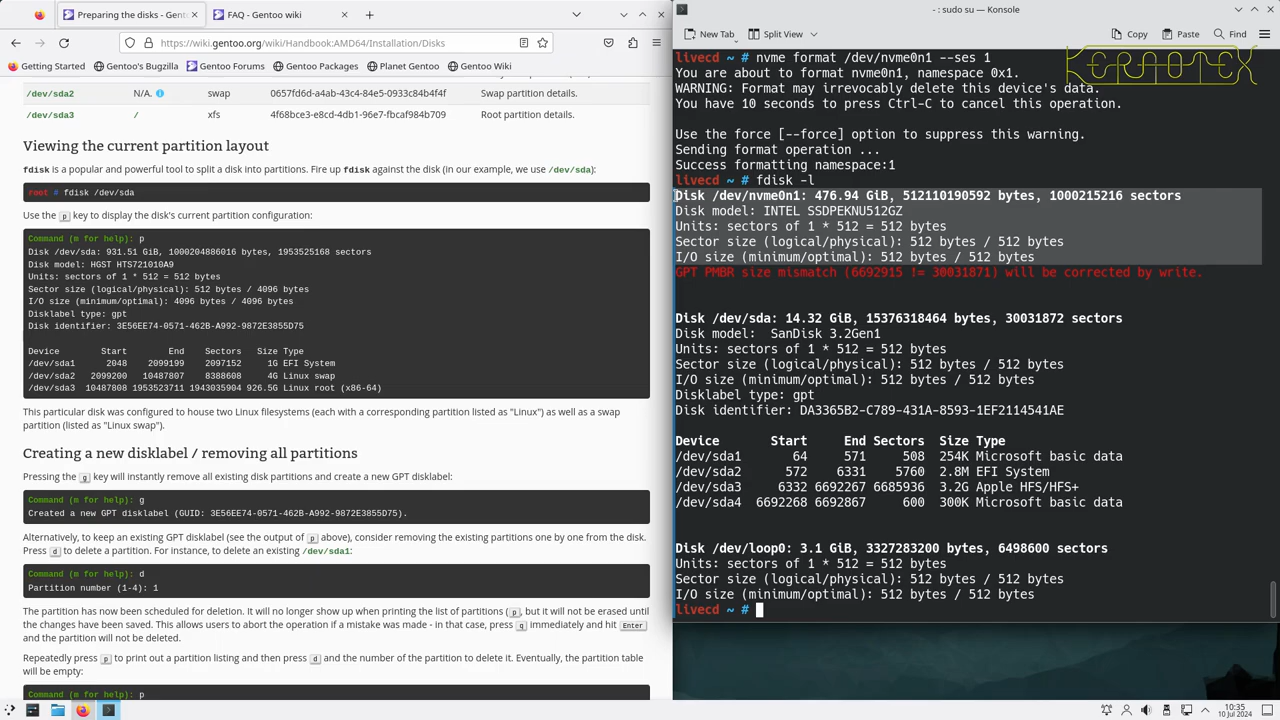 Preparing the disks - Gent
FAQ - Gentoo wiki
https://wiki.gentoo.org/wiki/Handbook:AMD64/Installation/Disks
Getting Started
Gentoo's Bugzilla
Gentoo Forums
Gentoo Packages
Planet Gentoo
Gentoo Wiki
/dev/sda2 N/A. swap 0657fd6d-a4ab-43c4-84e5-0933c84b4f4f Swap partition details.
/dev/sda3 / xfs 4f68bce3-e8cd-4db1-96e7-fbcaf984b709 Root partition details.
Viewing the current partition layout
fdisk is a popular and powerful tool to split a disk into partitions. Fire up fdisk against the disk (in our example, we use /dev/sda):
root # fdisk /dev/sda
Use the p key to display the disk's current partition configuration:
Command (m for help): p
Disk /dev/sda: 931.51 GiB, 1000204886016 bytes, 1953525168 sectors
Disk model: HGST HTS721010A9
Units: sectors of 1 * 512 = 512 bytes
Sector size (logical/physical): 512 bytes / 4096 bytes
I/O size (minimum/optimal): 4096 bytes / 4096 bytes
Disklabel type: gpt
Disk identifier: 3E56EE74-0571-462B-A992-9872E3855D75
Device Start End Sectors Size Type
/dev/sda1 2048 2099199 2097152 1G EFI System
/dev/sda2 2099200 10487807 8388608 4G Linux swap
/dev/sda3 10487808 1953523711 1943035904 926.5G Linux root (x86-64)
This particular disk was configured to house two Linux filesystems (each with a corresponding partition listed as "Linux") as well as a swap
partition (listed as "Linux swap").
Creating a new disklabel / removing all partitions
Pressing the g key will instantly remove all existing disk partitions and create a new GPT disklabel:
Command (m for help): g
Created a new GPT disklabel (GUID: 3E56EE74-0571-462B-A992-9872E3855D75).
Alternatively, to keep an existing GPT disklabel (see the output of p above), consider removing the existing partitions one by one from the disk.
Press d to delete a partition. For instance, to delete an existing /dev/sda1:
Command (m for help): d
Partition number (1-4): 1
The partition has now been scheduled for deletion. It will no longer show up when printing the list of partitions (p, but it will not be erased until
the changes have been saved. This allows users to abort the operation if a mistake was made - in that case, press q immediately and hit Enter
and the partition will not be deleted.
Repeatedly press p to print out a partition listing and then press d and the number of the partition to delete it. Eventually, the partition table
will be empty:
Command (m for help): p
- : sudo su — Konsole
New Tab
Split View
Copy
Paste
Find
KERNOTEX
livecd ~ # nvme format /dev/nvme0n1 --ses 1
You are about to format nvme0n1, namespace 0x1.
WARNING: Format may irrevocably delete this device's data.
You have 10 seconds to press Ctrl-C to cancel this operation.
Use the force [--force] option to suppress this warning.
Sending format operation ...
Success formatting namespace:1
livecd ~ # fdisk -l
Disk /dev/nvme0n1: 476.94 GiB, 512110190592 bytes, 1000215216 sectors
Disk model: INTEL SSDPEKNU512GZ
Units: sectors of 1 * 512 = 512 bytes
Sector size (logical/physical): 512 bytes / 512 bytes
I/O size (minimum/optimal): 512 bytes / 512 bytes
GPT PMBR size mismatch (6692915 != 30031871) will be corrected by write.
Disk /dev/sda: 14.32 GiB, 15376318464 bytes, 30031872 sectors
Disk model:  SanDisk 3.2Gen1
Units: sectors of 1 * 512 = 512 bytes
Sector size (logical/physical): 512 bytes / 512 bytes
I/O size (minimum/optimal): 512 bytes / 512 bytes
Disklabel type: gpt
Disk identifier: DA3365B2-C789-431A-8593-1EF2114541AE
Device Start End Sectors Size Type
/dev/sda1 64 571 508 254K Microsoft basic data
/dev/sda2 572 6331 5760 2.8M EFI System
/dev/sda3 6332 6692267 6685936 3.2G Apple HFS/HFS+
/dev/sda4 6692268 6692867 600 300K Microsoft basic data
Disk /dev/loop0: 3.1 GiB, 3327283200 bytes, 6498600 sectors
Units: sectors of 1 * 512 = 512 bytes
Sector size (logical/physical): 512 bytes / 512 bytes
I/O size (minimum/optimal): 512 bytes / 512 bytes
livecd ~ #
10:35
10 Jul 2024